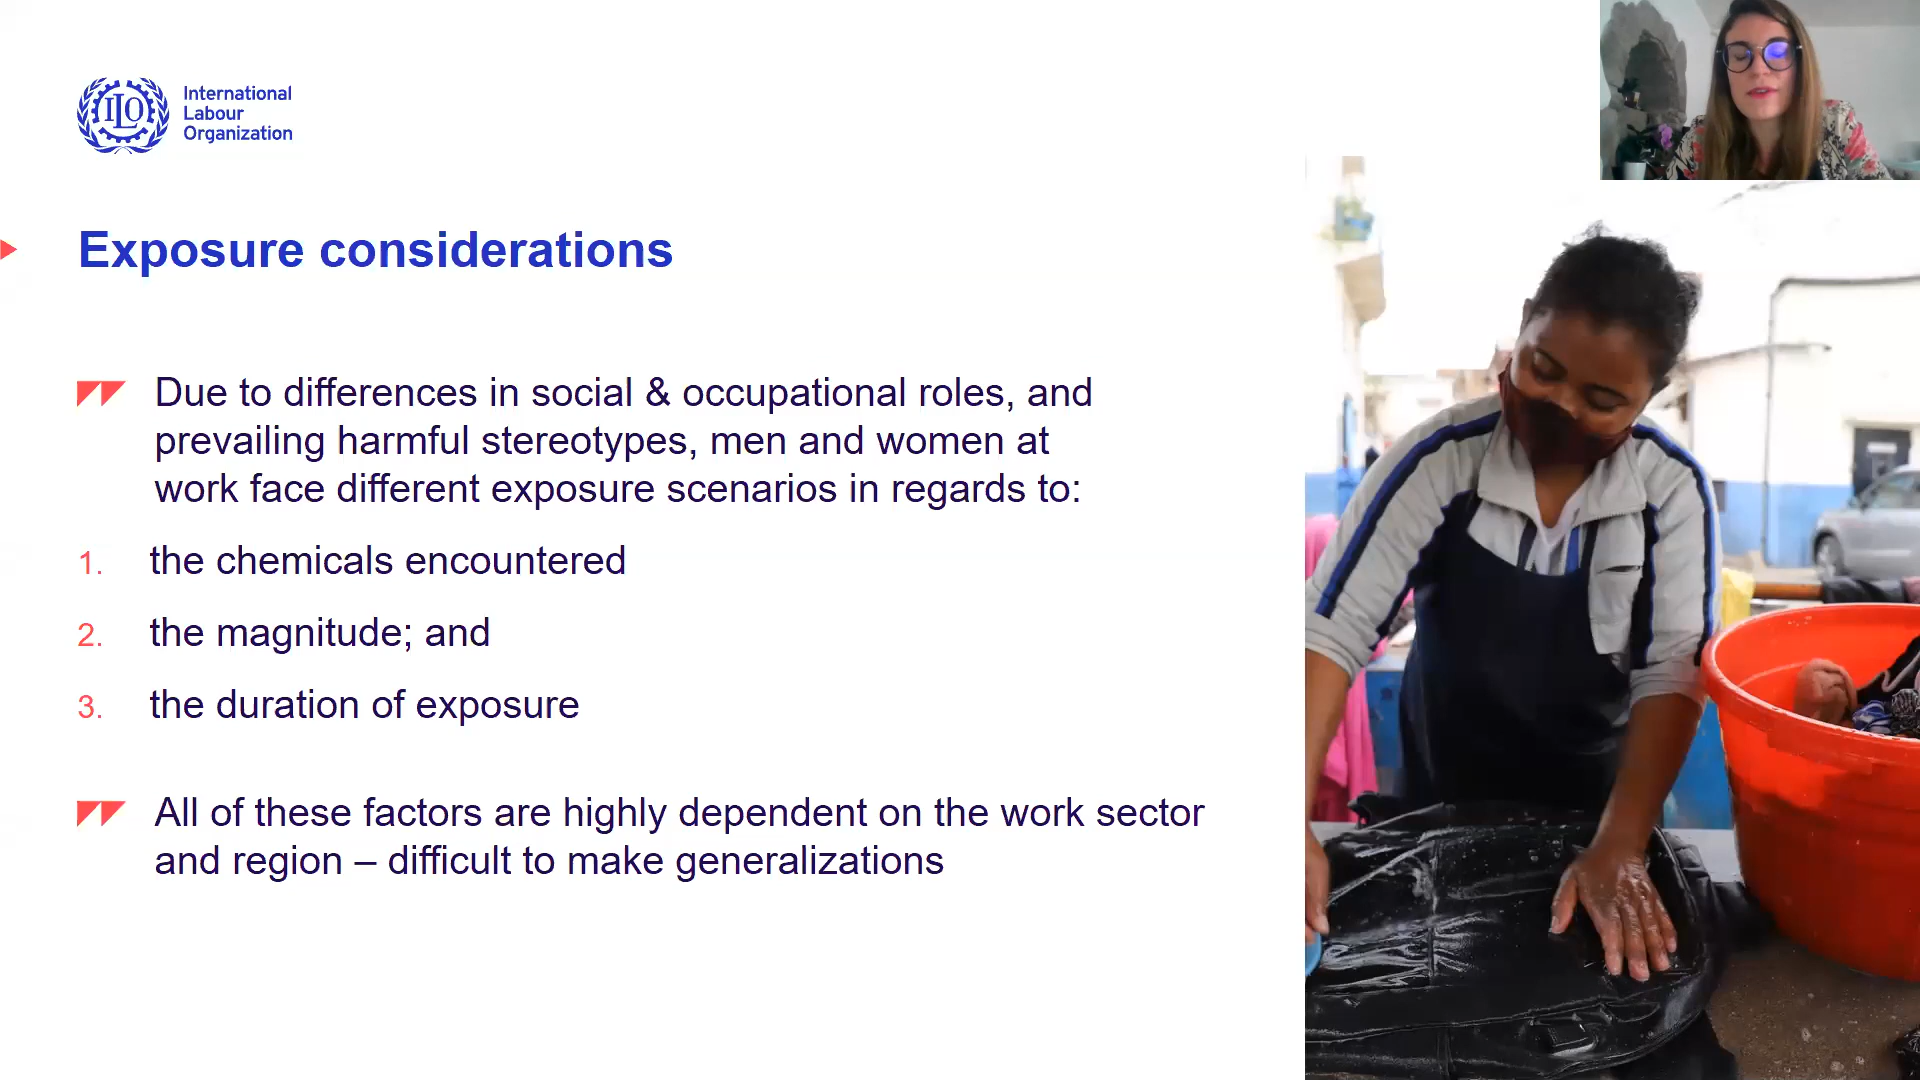 ILO
International
Labour
Organization
Exposure considerations
Due to differences in social & occupational roles, and
prevailing harmful stereotypes, men and women at
work face different exposure scenarios in regards to:
1. the chemicals encountered
2. the magnitude; and
3. the duration of exposure
All of these factors are highly dependent on the work sector
and region – difficult to make generalizations